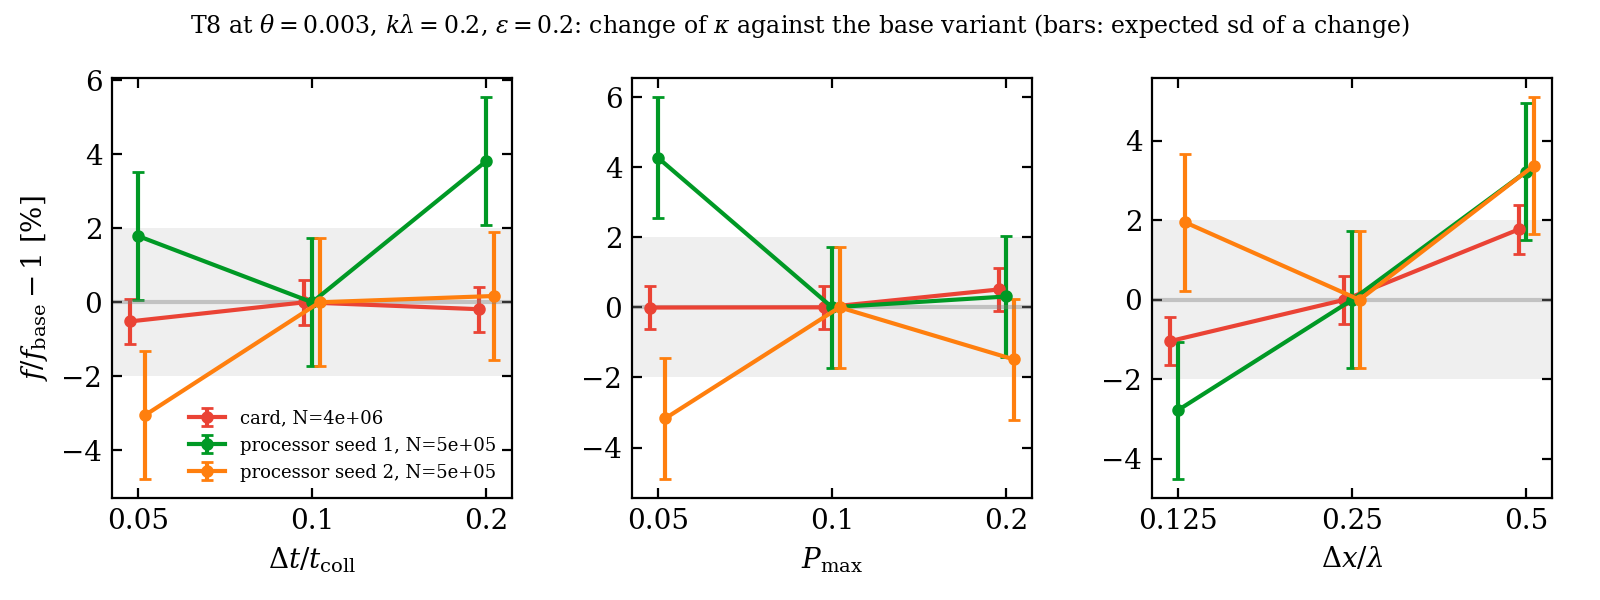 T8 at θ = 0.003, kλ = 0.2, ε = 0.2: change of κ against the base variant (bars: expected sd of a change)
f/f_base − 1 [%]
6
4
2
0
−2
−4
card, N=4e+06
processor seed 1, N=5e+05
processor seed 2, N=5e+05
0.05 0.1 0.2
Δt/t_coll
6
4
2
0
−2
−4
0.05 0.1 0.2
P_max
4
2
0
−2
−4
0.125 0.25 0.5
Δx/λ